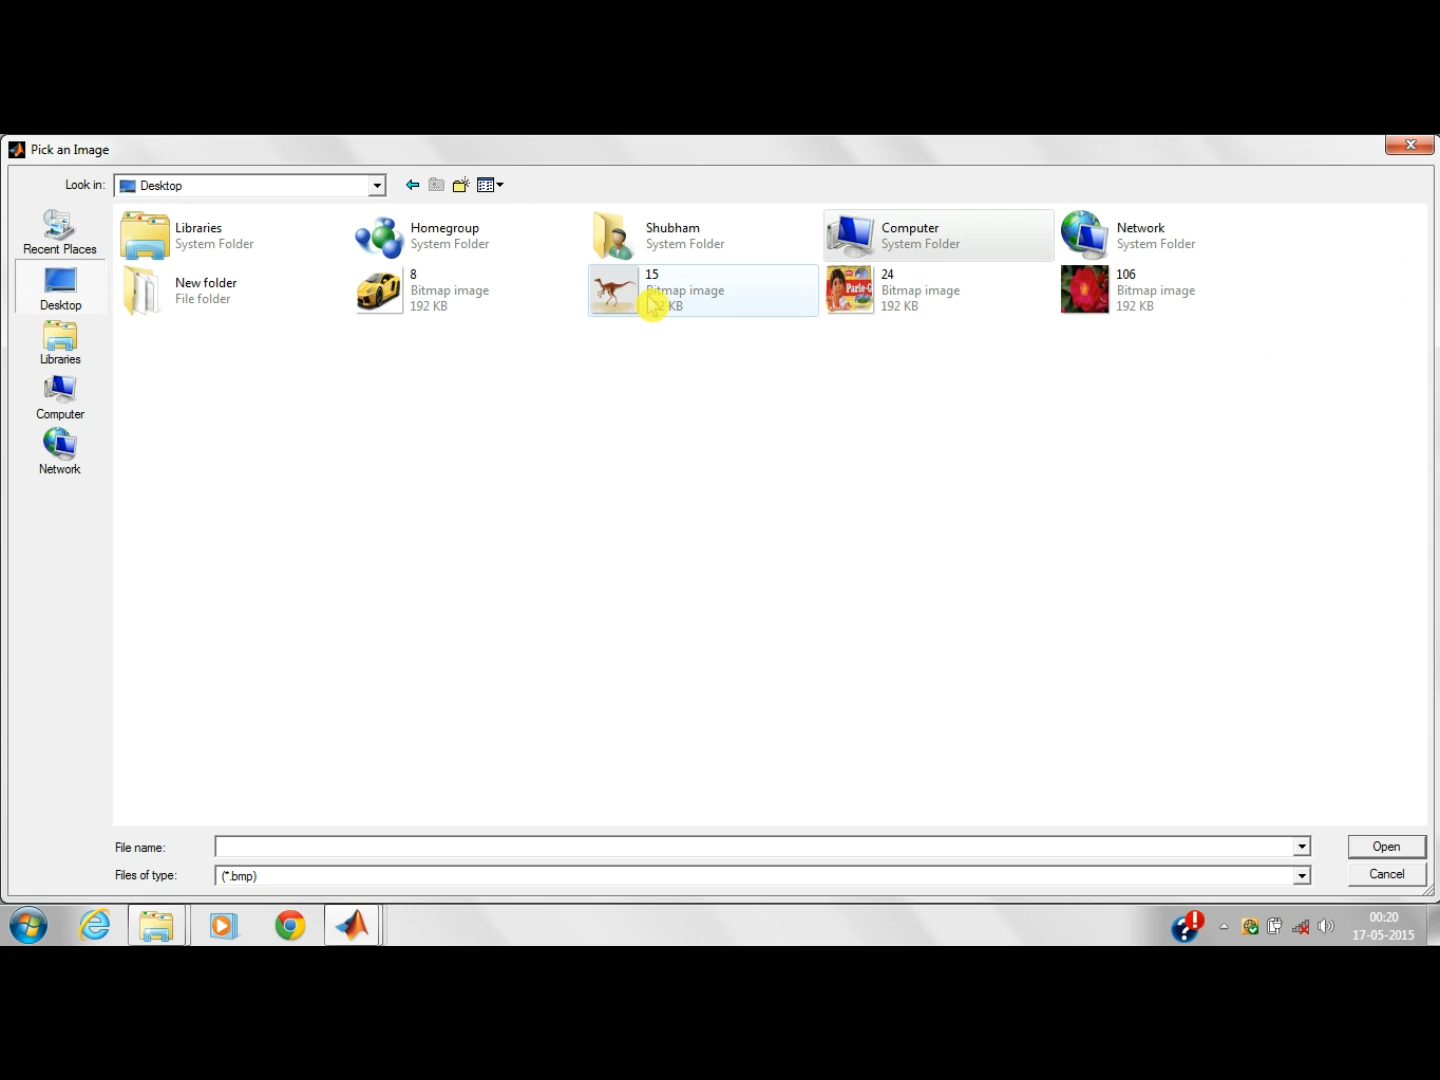 Pick an Image
Look in: Desktop
Recent Places
Desktop
Libraries
Computer
Network
Libraries
System Folder
Homegroup
System Folder
Shubham
System Folder
Computer
System Folder
Network
System Folder
New folder
File folder
8
Bitmap image
192 KB
15
Bitmap image
KB
24
Bitmap image
192 KB
106
Bitmap image
192 KB
Parle-G
File name:
Open
Files of type: (*.bmp)
Cancel
00:20
17-05-2015